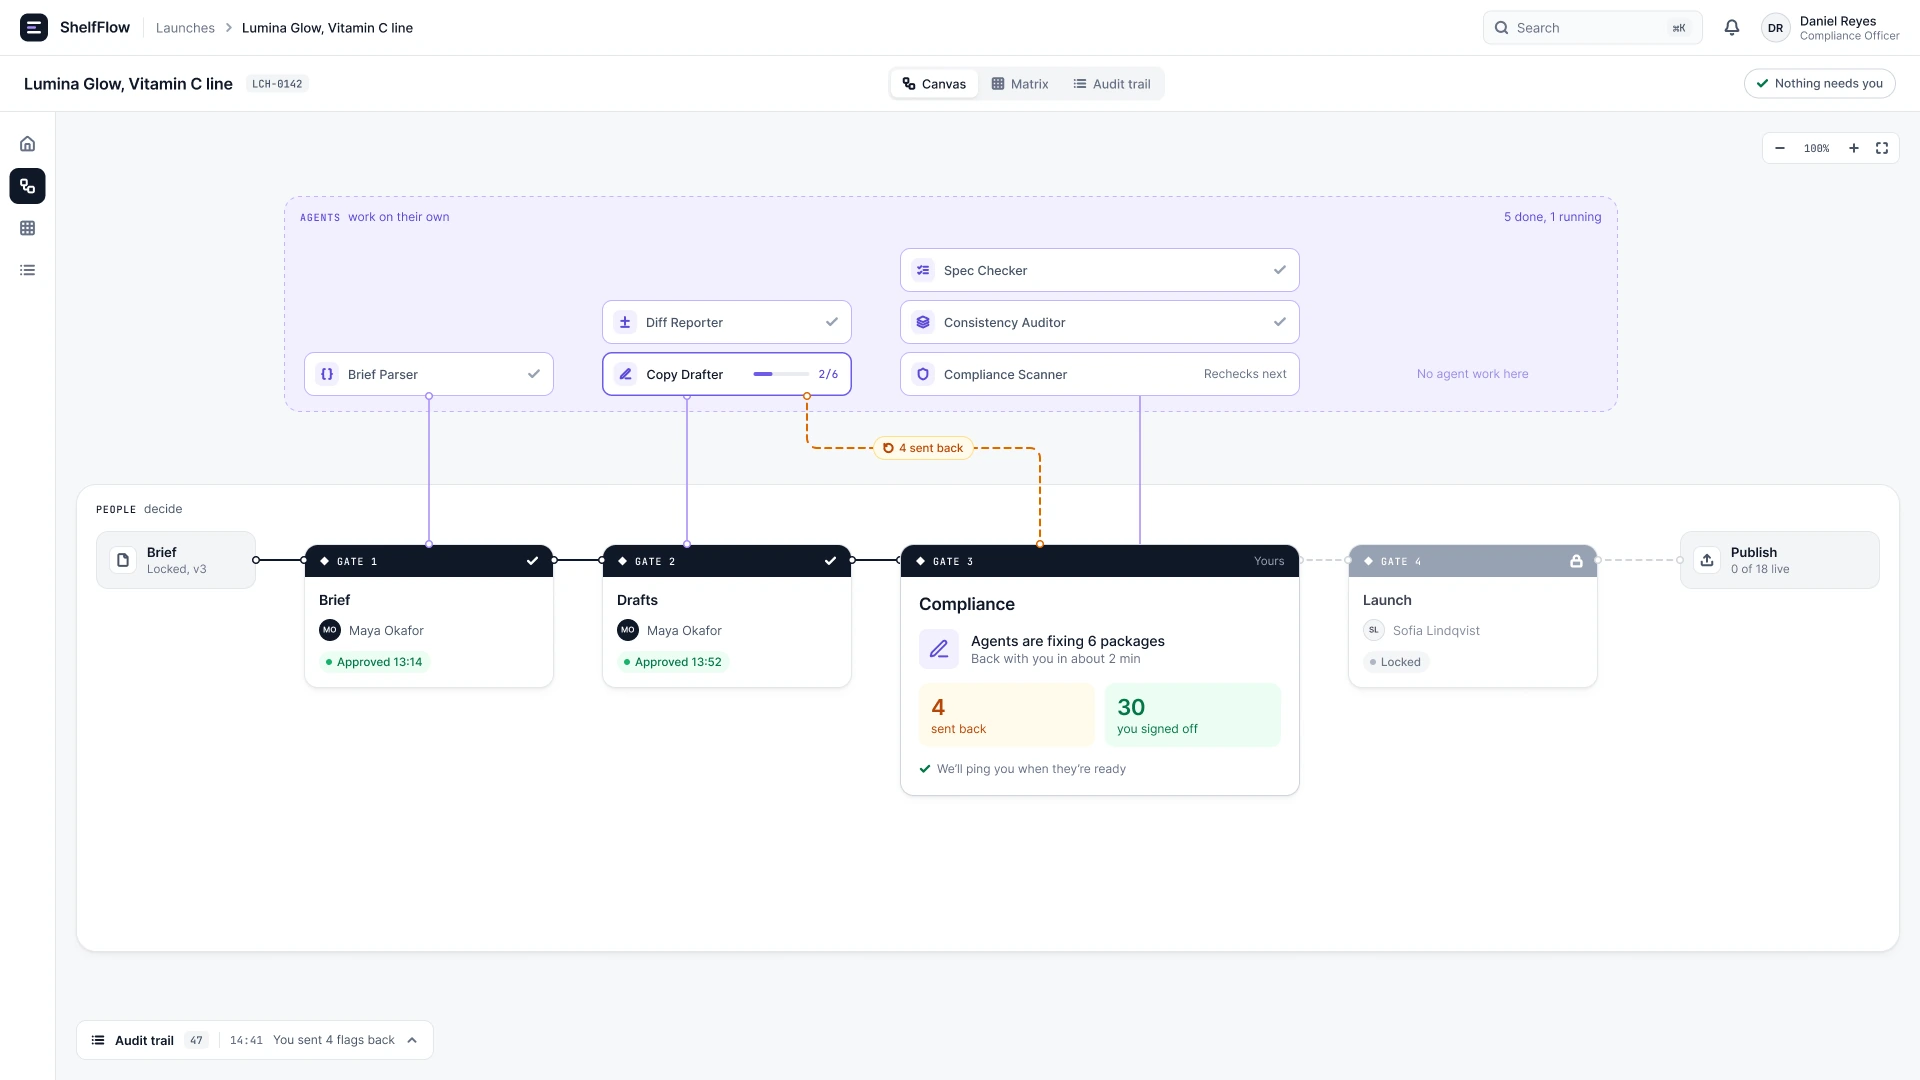 ShelfFlow
Launches
Lumina Glow, Vitamin C line
Search
⌘K
DR
Daniel Reyes
Compliance Officer
Lumina Glow, Vitamin C line
LCH-0142
Canvas
Matrix
Audit trail
Nothing needs you
100%
AGENTS work on their own
5 done, 1 running
Spec Checker
Diff Reporter
Consistency Auditor
Brief Parser
Copy Drafter
2/6
Compliance Scanner
Rechecks next
No agent work here
4 sent back
PEOPLE decide
Brief
Locked, v3
GATE 1
Brief
MO
Maya Okafor
Approved 13:14
GATE 2
Drafts
MO
Maya Okafor
Approved 13:52
GATE 3
Yours
Compliance
Agents are fixing 6 packages
Back with you in about 2 min
4
sent back
30
you signed off
We'll ping you when they're ready
GATE 4
Launch
SL
Sofia Lindqvist
Locked
Publish
0 of 18 live
Audit trail
47
14:41
You sent 4 flags back